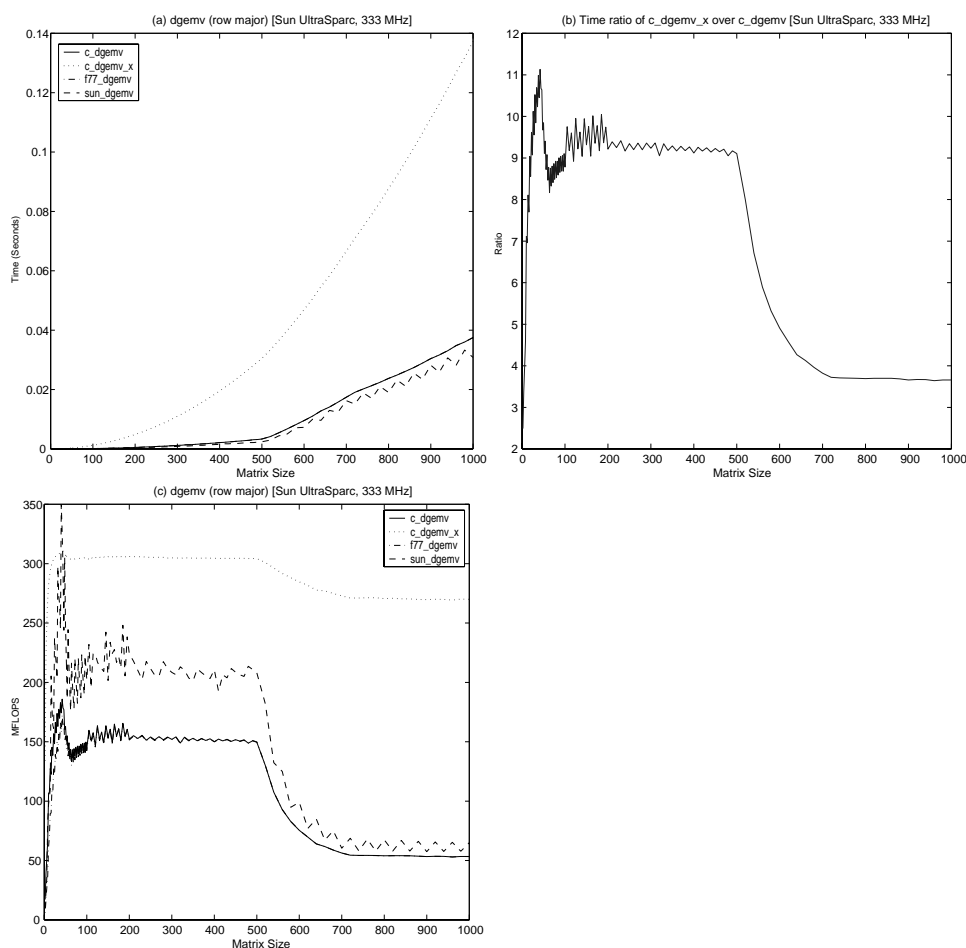 (a) dgemv (row major) [Sun UltraSparc, 333 MHz]
0.14
0.12
0.1
0.08
0.06
0.04
0.02
0
Time (Seconds)
c_dgemv
c_dgemv_x
f77_dgemv
sun_dgemv
0 100 200 300 400 500 600 700 800 900 1000
Matrix Size
(b) Time ratio of c_dgemv_x over c_dgemv [Sun UltraSparc, 333 MHz]
12
11
10
9
8
7
6
5
4
3
2
Ratio
0 100 200 300 400 500 600 700 800 900 1000
Matrix Size
(c) dgemv (row major) [Sun UltraSparc, 333 MHz]
350
300
250
200
150
100
50
0
MFLOPS
c_dgemv
c_dgemv_x
f77_dgemv
sun_dgemv
0 100 200 300 400 500 600 700 800 900 1000
Matrix Size